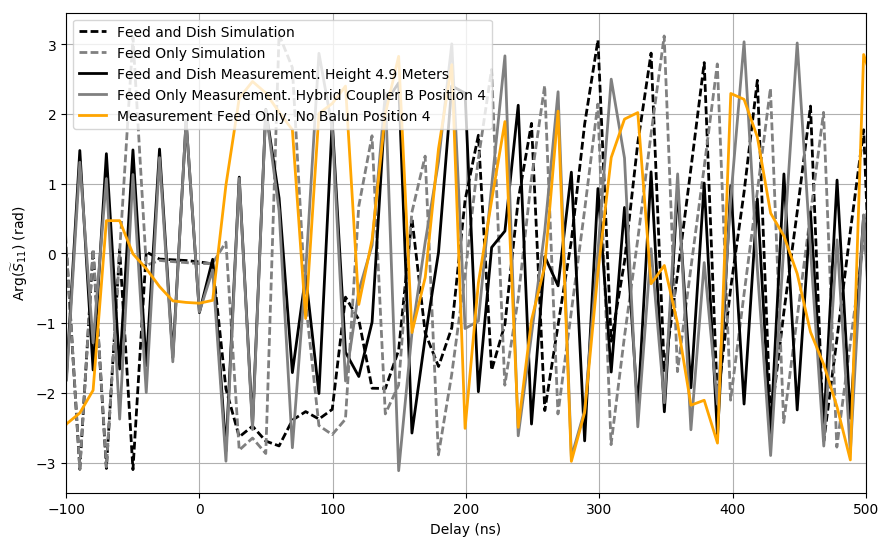 Feed and Dish Simulation
Feed Only Simulation
Feed and Dish Measurement. Height 4.9 Meters
Feed Only Measurement. Hybrid Coupler B Position 4
Measurement Feed Only. No Balun Position 4
3
2
1
0
−1
−2
−3
Arg(S̃₁₁) (rad)
−100 0 100 200 300 400 500
Delay (ns)